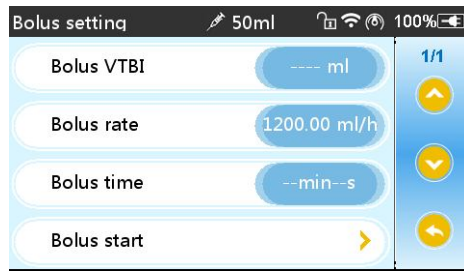 Bolus setting 50ml 100%
Bolus VTBI ---- ml 1/1
Bolus rate 1200.00 ml/h
Bolus time --min--s
Bolus start